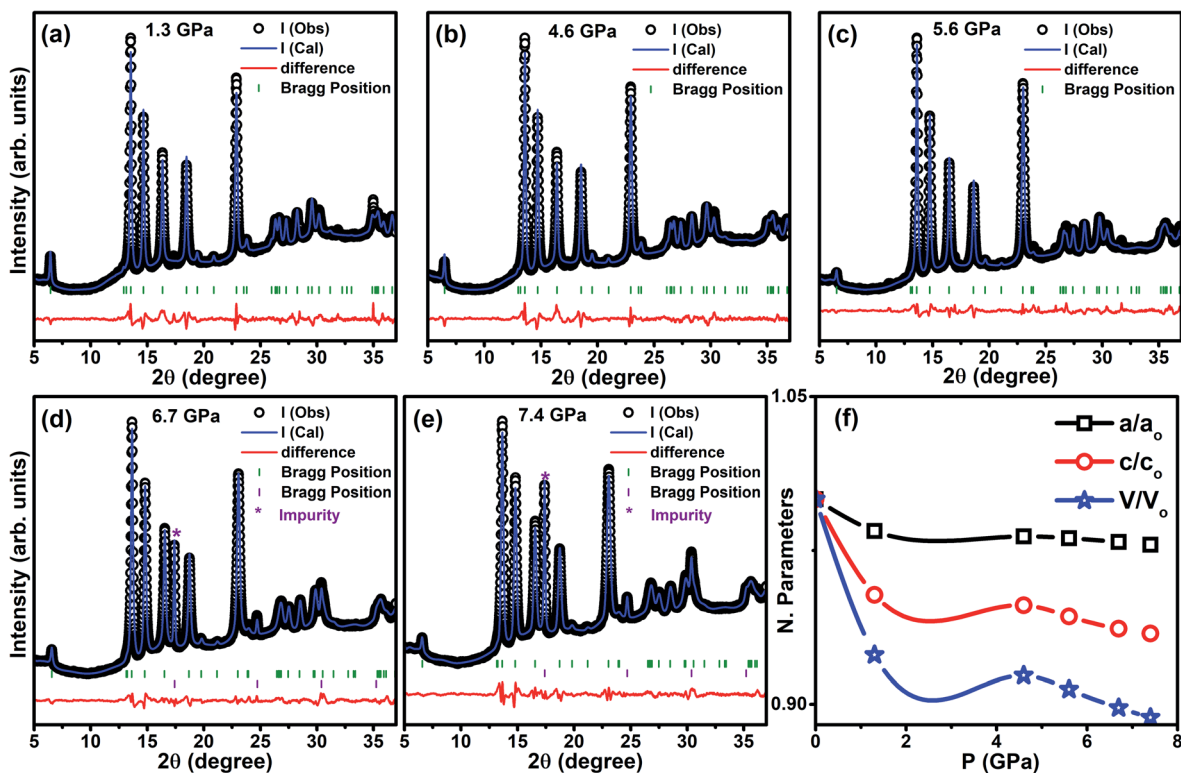 (a) 1.3 GPa
I (Obs)
I (Cal)
difference
Bragg Position
Intensity (arb. units)
5 10 15 20 25 30 35
2θ (degree)
(b) 4.6 GPa
I (Obs)
I (Cal)
difference
Bragg Position
5 10 15 20 25 30 35
2θ (degree)
(c) 5.6 GPa
I (Obs)
I (Cal)
difference
Bragg Position
5 10 15 20 25 30 35
2θ (degree)
(d) 6.7 GPa
I (Obs)
I (Cal)
difference
Bragg Position
Bragg Position
* Impurity
*
Intensity (arb. units)
5 10 15 20 25 30 35
2θ (degree)
(e) 7.4 GPa
I (Obs)
I (Cal)
difference
Bragg Position
Bragg Position
* Impurity
*
5 10 15 20 25 30 35
2θ (degree)
(f)
a/aₒ
c/cₒ
V/Vₒ
1.05
0.90
N. Parameters
0 2 4 6 8
P (GPa)